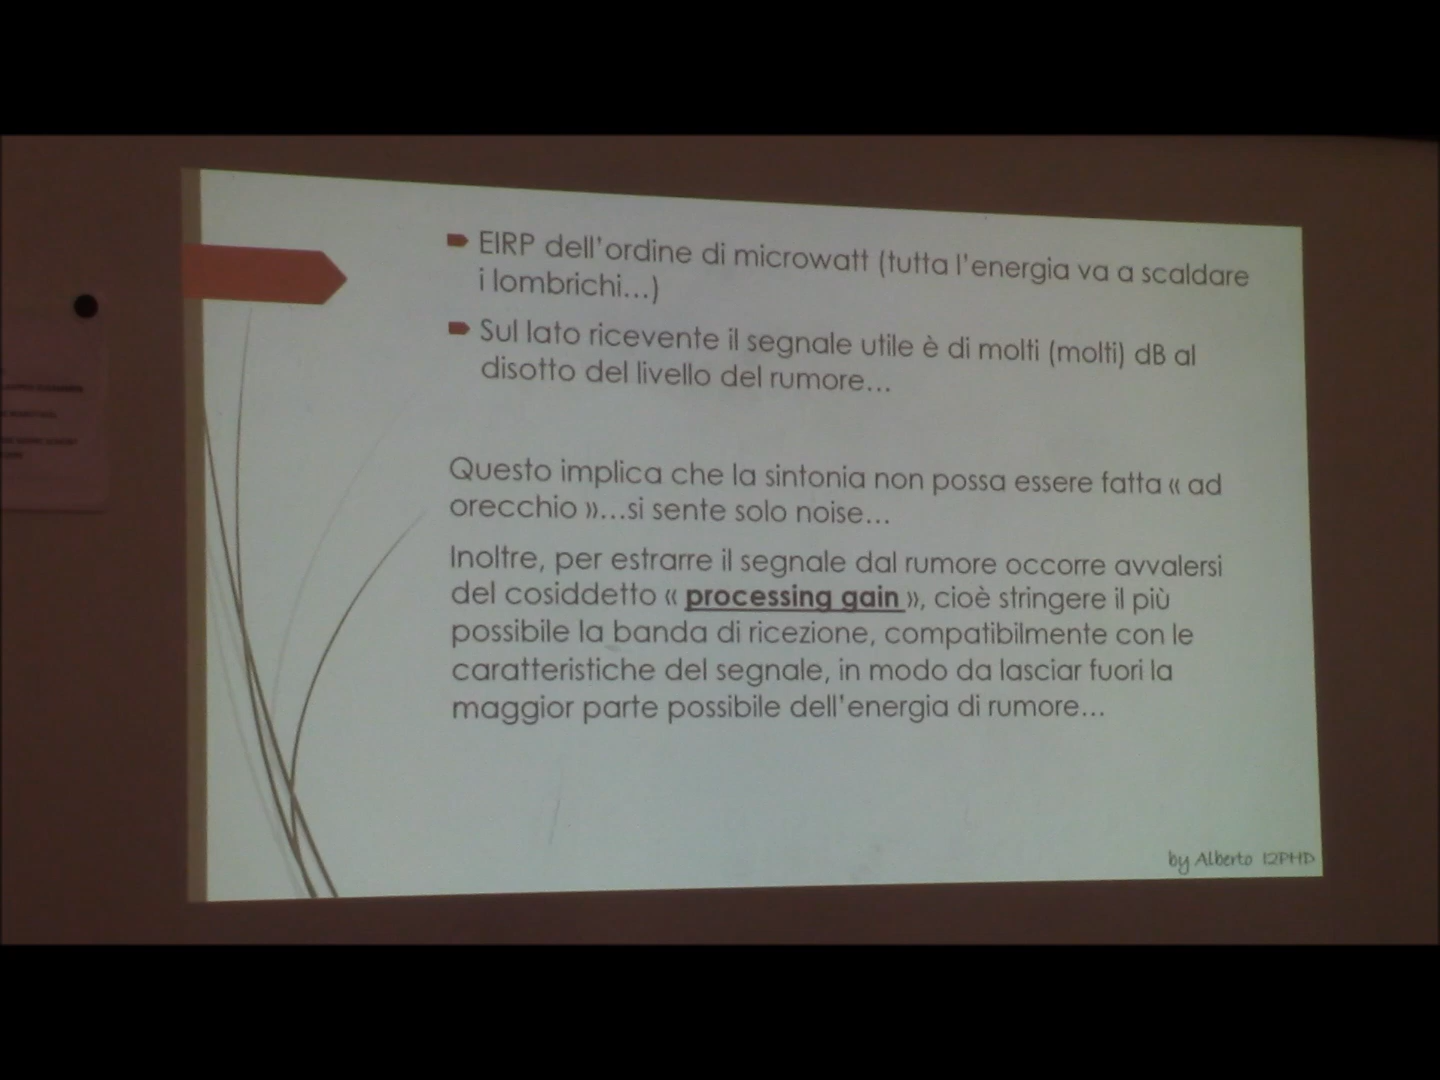 EIRP dell'ordine di microwatt (tutta l'energia va a scaldare
i lombrichi...)
Sul lato ricevente il segnale utile è di molti (molti) dB al
disotto del livello del rumore...
Questo implica che la sintonia non possa essere fatta « ad
orecchio »...si sente solo noise...
Inoltre, per estrarre il segnale dal rumore occorre avvalersi
del cosiddetto « processing gain », cioè stringere il più
possibile la banda di ricezione, compatibilmente con le
caratteristiche del segnale, in modo da lasciar fuori la
maggior parte possibile dell'energia di rumore...
by Alberto I2PHD